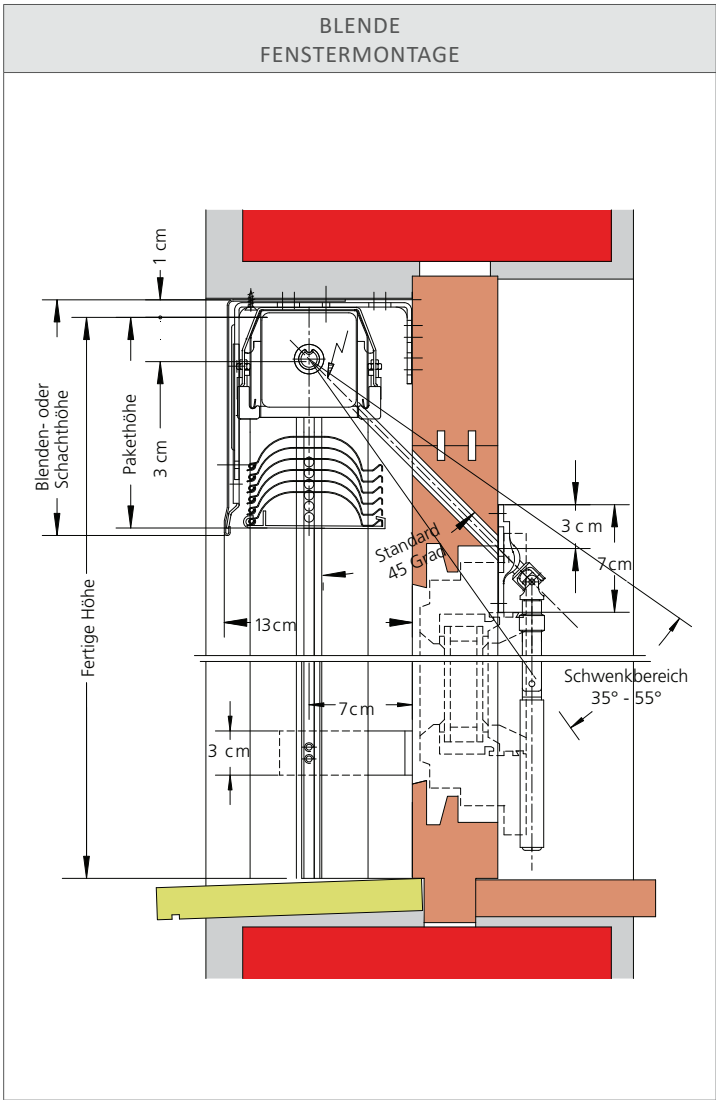 BLENDE
FENSTERMONTAGE
1 cm
Blenden- oder
Schachthöhe
Pakethöhe
3 cm
Standard
45 Grad
3 cm
7cm
13cm
Fertige Höhe
Schwenkbereich
35° - 55°
7cm
3 cm